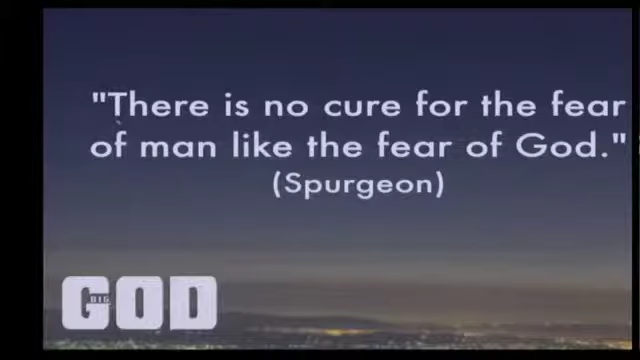 "There is no cure for the fear
of man like the fear of God."
(Spurgeon)
BIG
GOD